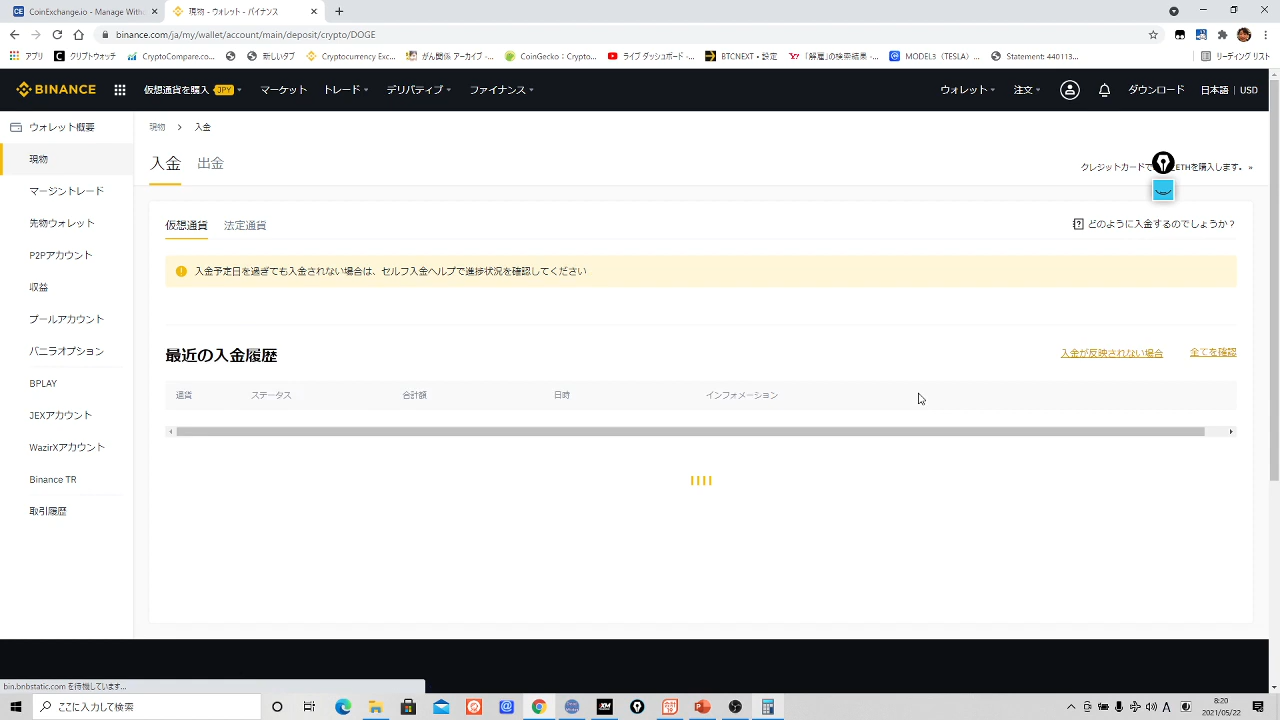 CoinExchange.io - Manage With
現物 - ウォレット - バイナンス
binance.com/ja/my/wallet/account/main/deposit/crypto/DOGE
アプリ クリプトウォッチ CryptoCompare.co... 新しいタブ Cryptocurrency Exc... がん関係 アーカイブ -... CoinGecko : Crypto... ライブ ダッシュボード -... BTCNEXT • 設定 「解雇」の検索結果 -... MODEL3（TESLA）... Statement: 440113... リーディング リスト
BINANCE 仮想通貨を購入 JPY マーケット トレード デリバティブ ファイナンス ウォレット 注文 ダウンロード 日本語 | USD
ウォレット概要
現物
マージントレード
先物ウォレット
P2Pアカウント
収益
プールアカウント
バニラオプション
BPLAY
JEXアカウント
WazirXアカウント
Binance TR
取引履歴
現物 > 入金
入金 出金
クレジットカードで ETHを購入します。 »
仮想通貨 法定通貨
どのように入金するのでしょうか？
入金予定日を過ぎても入金されない場合は、セルフ入金ヘルプで進捗状況を確認してください
最近の入金履歴
入金が反映されない場合 全てを確認
通貨 ステータス 合計額 日時 インフォメーション
bin.bnbstatic.com を待機しています...
ここに入力して検索
XM
A
8:20
2021/05/22